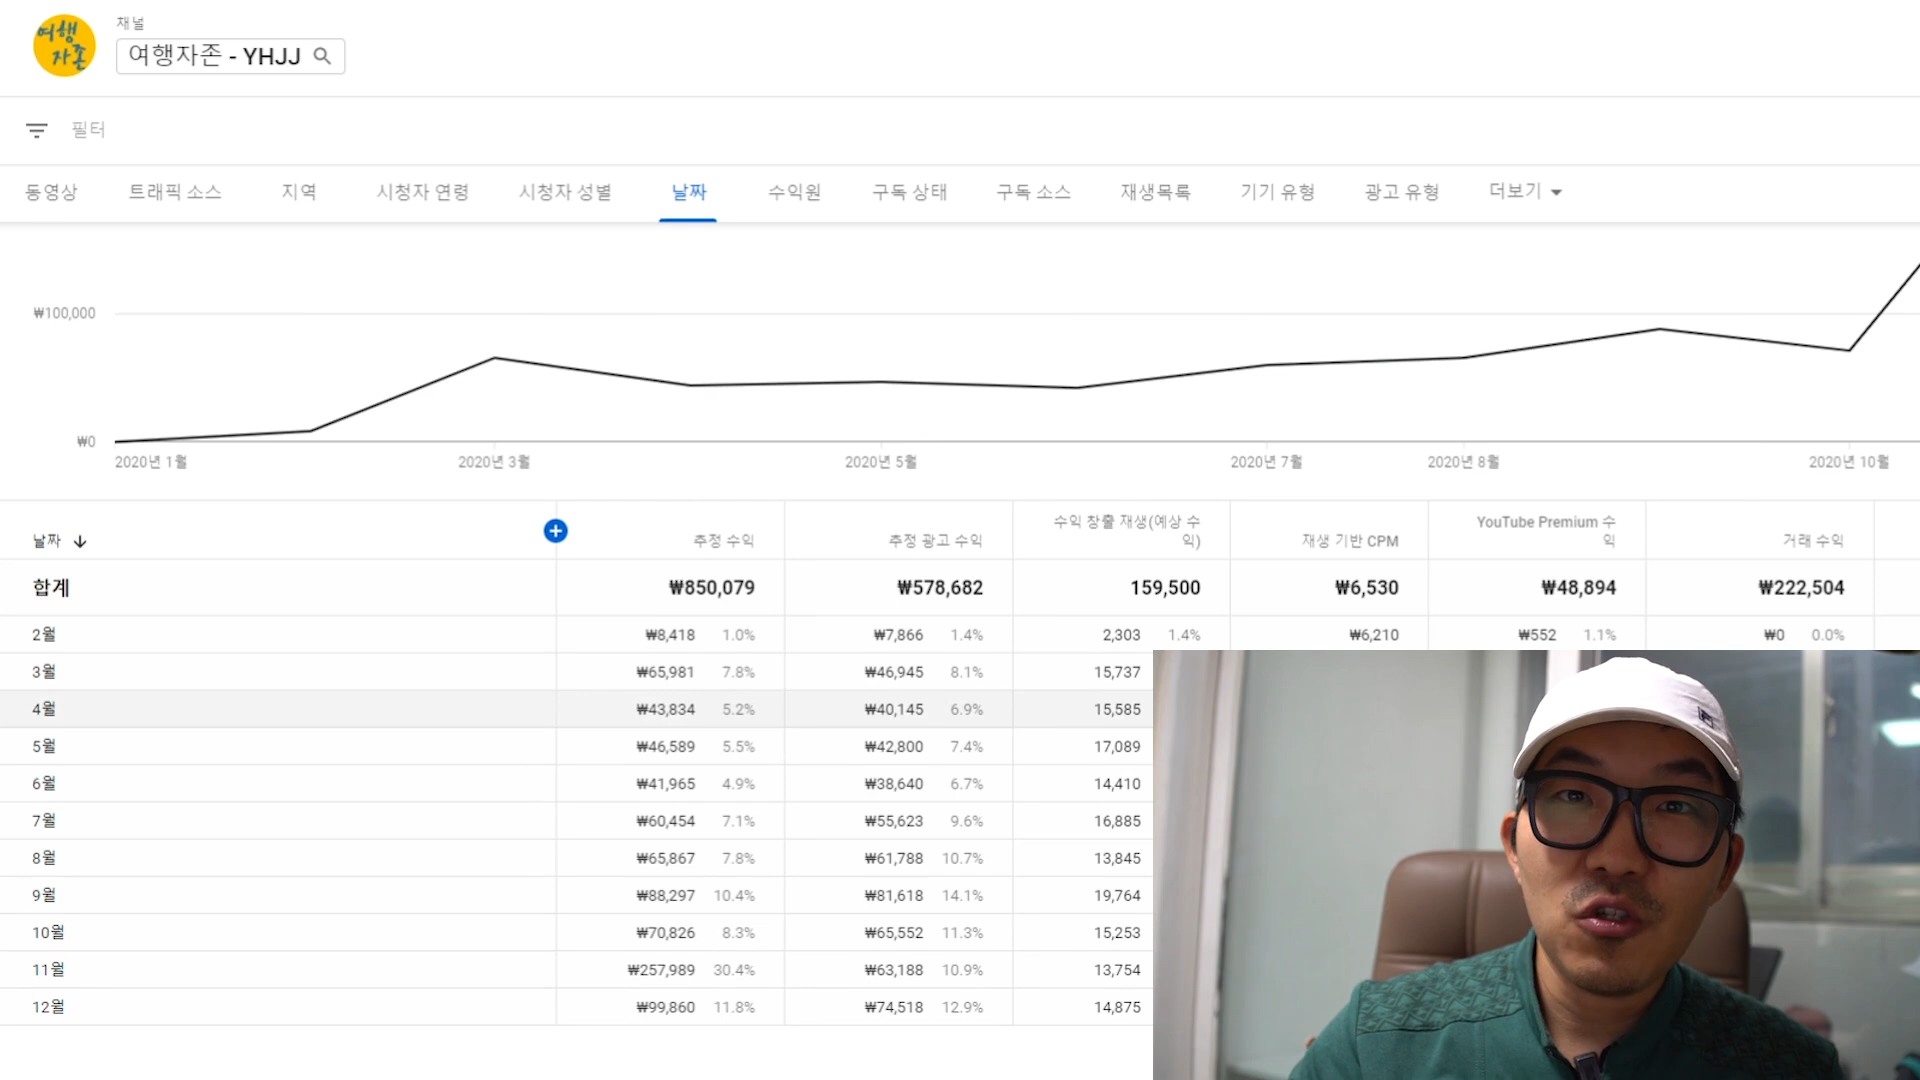 여행
자존
채널
여행자존 - YHJJ
필터
동영상 트래픽 소스 지역 시청자 연령 시청자 성별 날짜 수익원 구독 상태 구독 소스 재생목록 기기 유형 광고 유형 더보기
₩100,000
₩0
2020년 1월 2020년 3월 2020년 5월 2020년 7월 2020년 8월 2020년 10월
날짜 추정 수익 추정 광고 수익 수익 창출 재생(예상 수익) 재생 기반 CPM YouTube Premium 수익 거래 수익
합계 ₩850,079 ₩578,682 159,500 ₩6,530 ₩48,894 ₩222,504
2월 ₩8,418 1.0% ₩7,866 1.4% 2,303 1.4% ₩6,210 ₩552 1.1% ₩0 0.0%
3월 ₩65,981 7.8% ₩46,945 8.1% 15,737
4월 ₩43,834 5.2% ₩40,145 6.9% 15,585
5월 ₩46,589 5.5% ₩42,800 7.4% 17,089
6월 ₩41,965 4.9% ₩38,640 6.7% 14,410
7월 ₩60,454 7.1% ₩55,623 9.6% 16,885
8월 ₩65,867 7.8% ₩61,788 10.7% 13,845
9월 ₩88,297 10.4% ₩81,618 14.1% 19,764
10월 ₩70,826 8.3% ₩65,552 11.3% 15,253
11월 ₩257,989 30.4% ₩63,188 10.9% 13,754
12월 ₩99,860 11.8% ₩74,518 12.9% 14,875